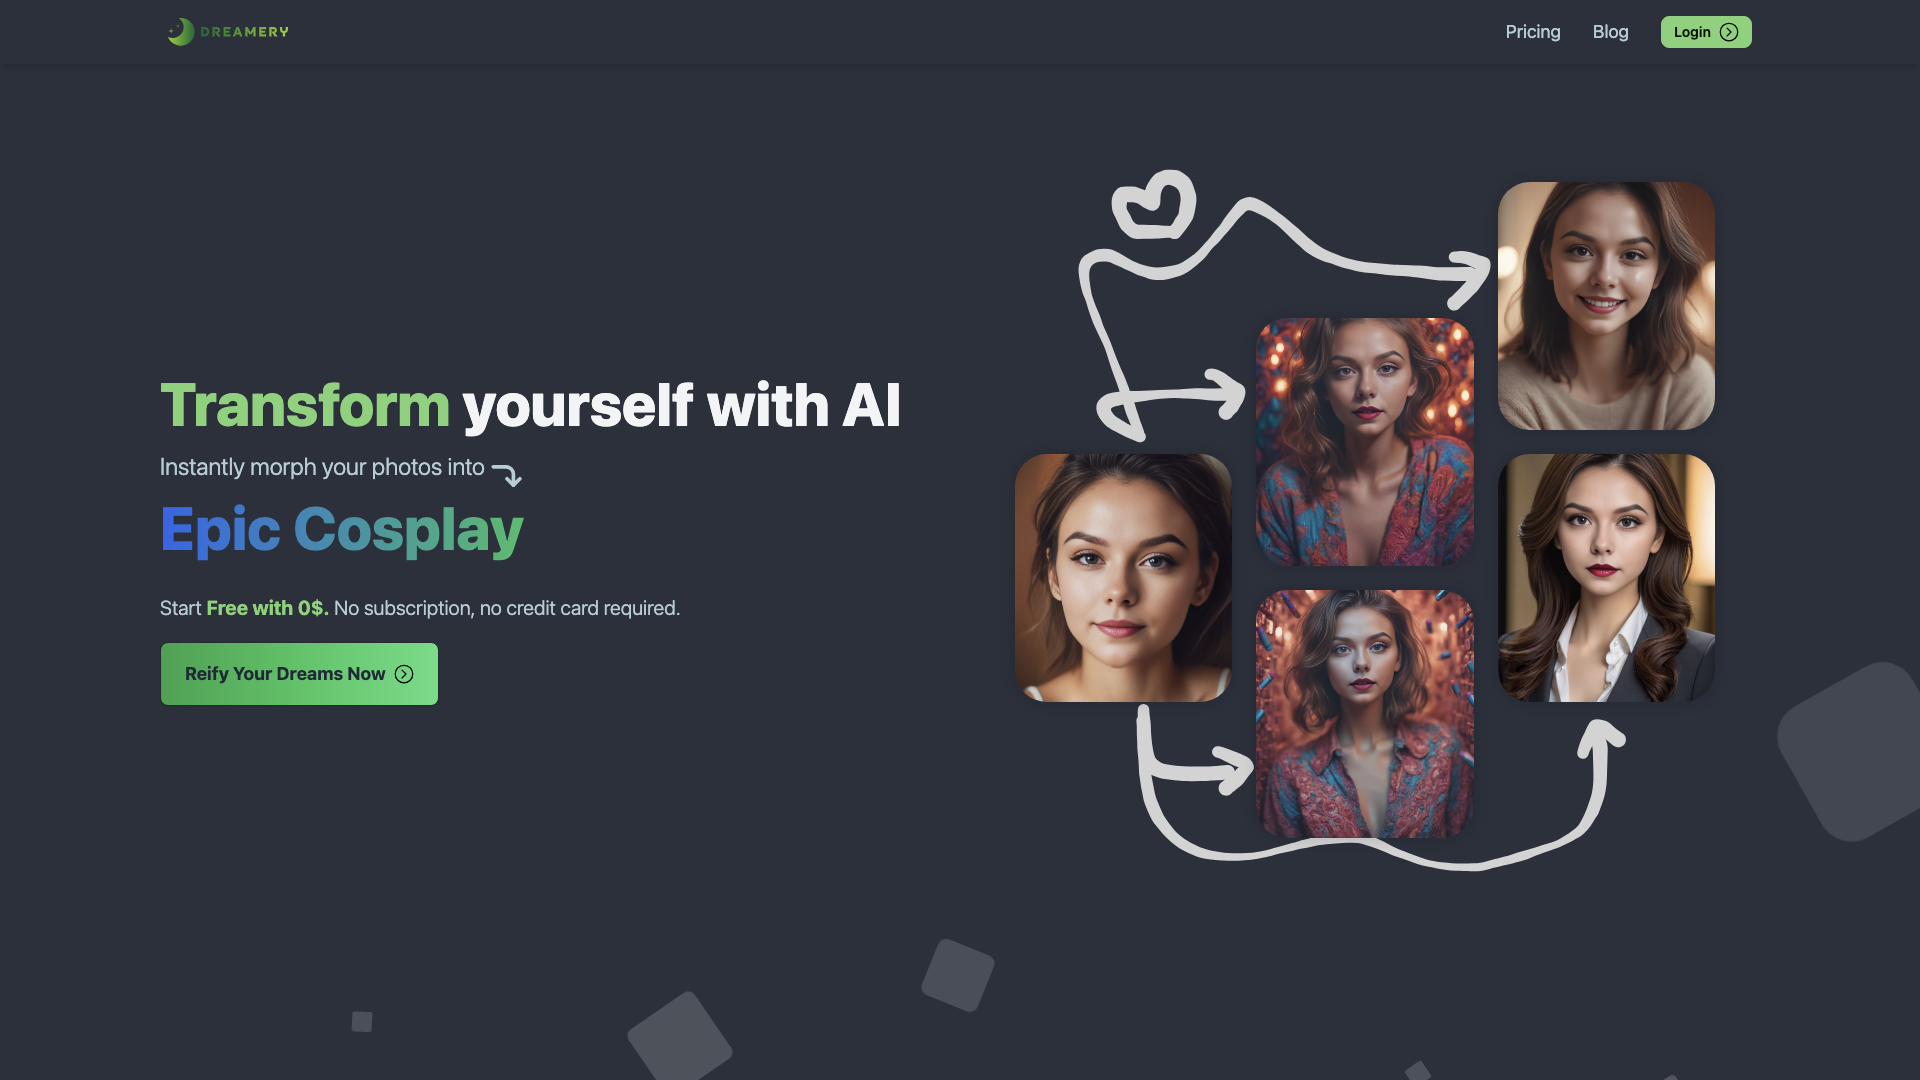 DREAMERY
Pricing
Blog
Login
Transform yourself with AI
Instantly morph your photos into
Epic Cosplay
Start Free with 0$. No subscription, no credit card required.
Reify Your Dreams Now